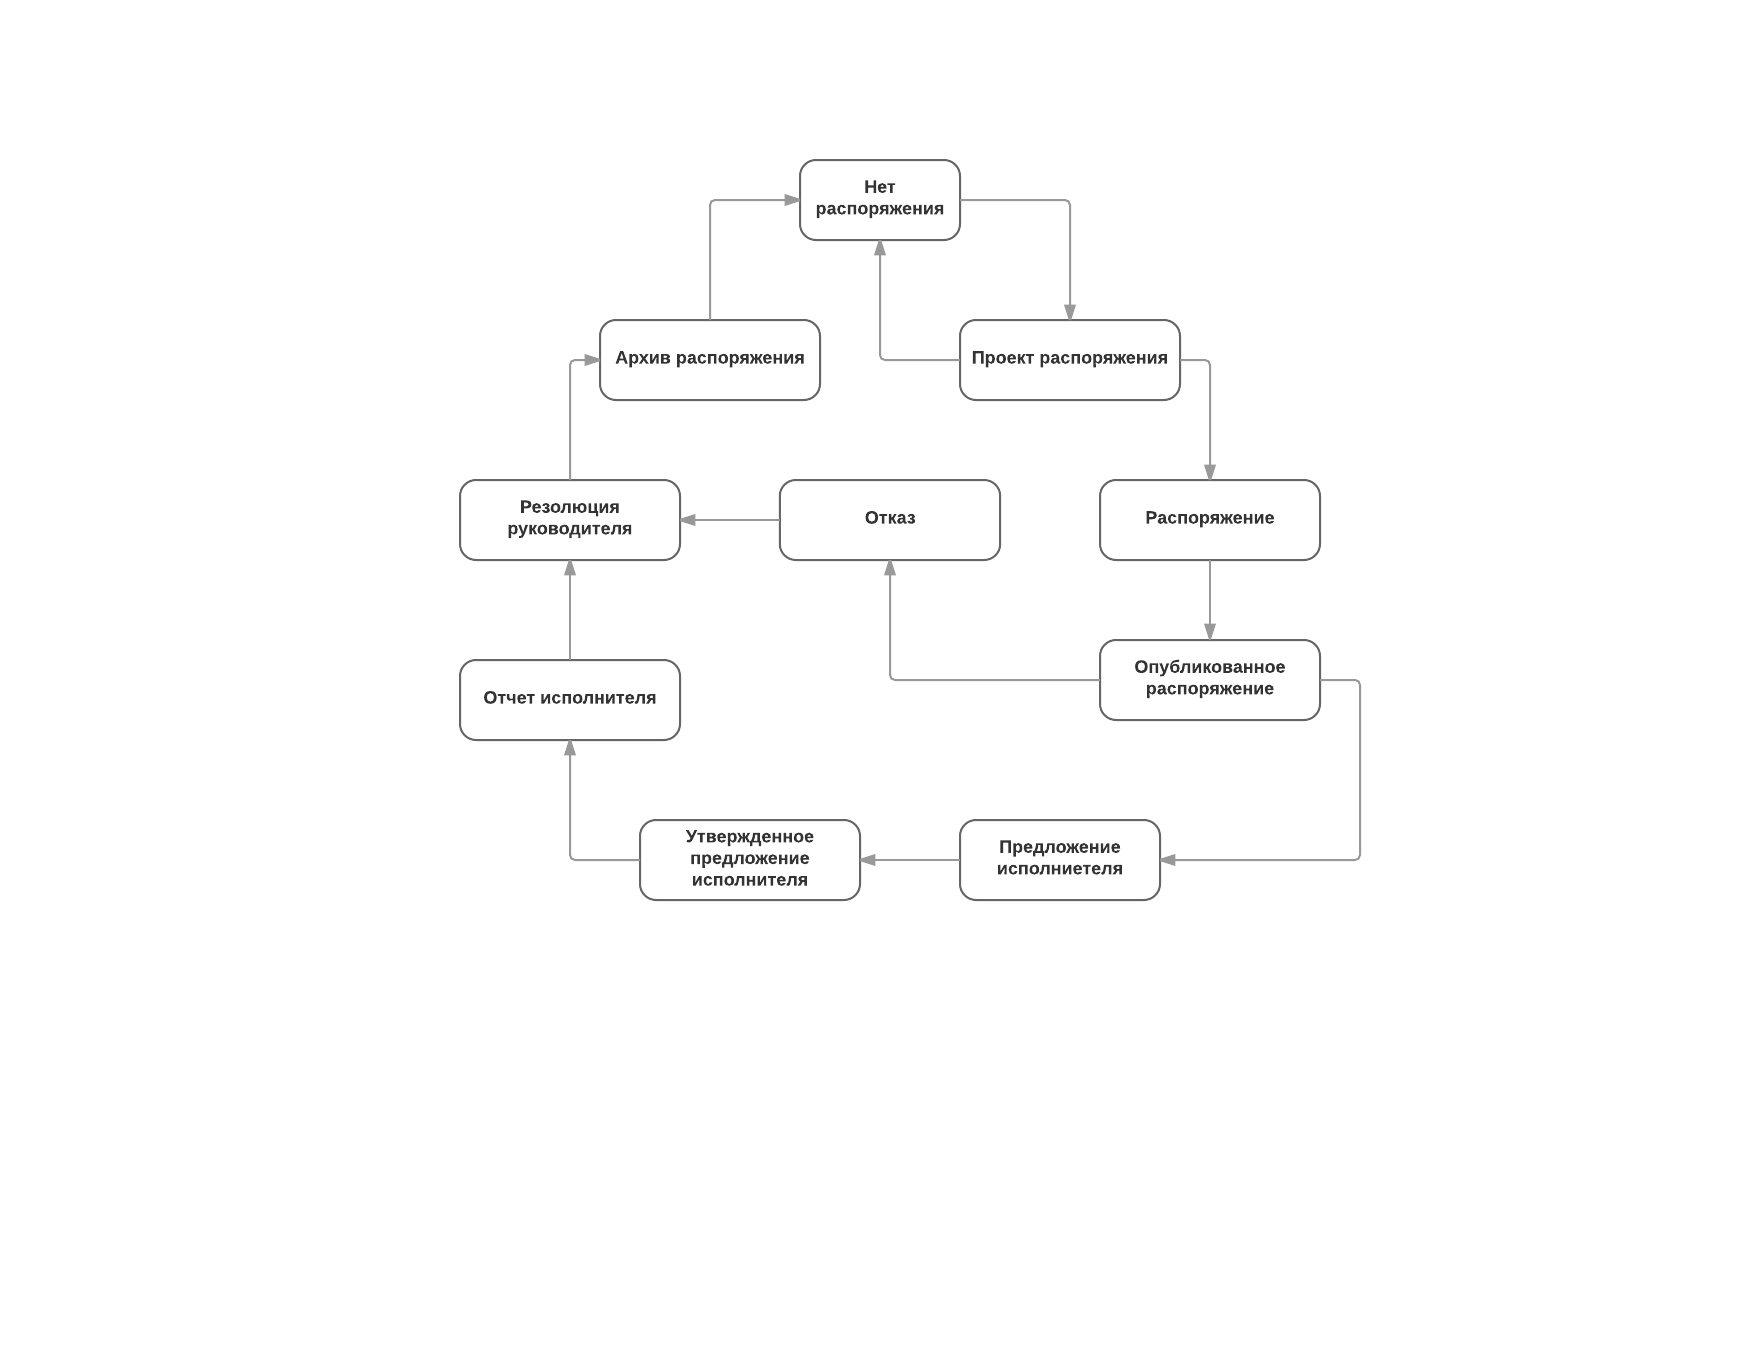 Нет
распоряжения
Архив распоряжения
Проект распоряжения
Резолюция
руководителя
Отказ
Распоряжение
Опубликованное
распоряжение
Отчет исполнителя
Утвержденное
предложение
исполнителя
Предложение
исполниетеля